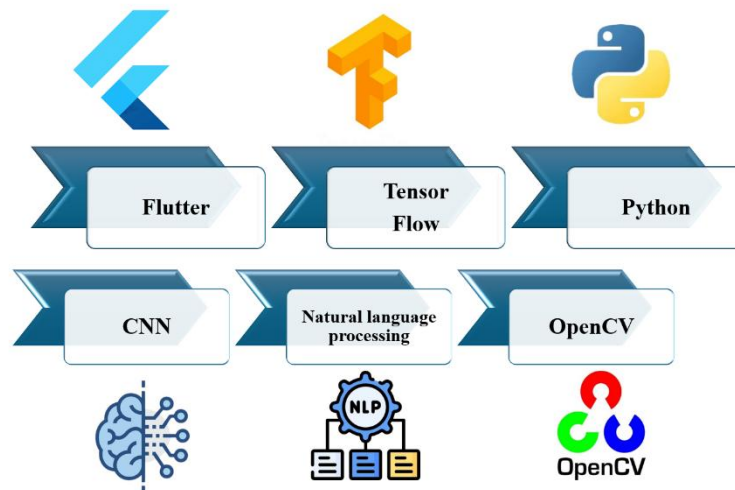 Flutter
Tensor
Flow
Python
CNN
Natural language
processing
OpenCV
NLP
OpenCV